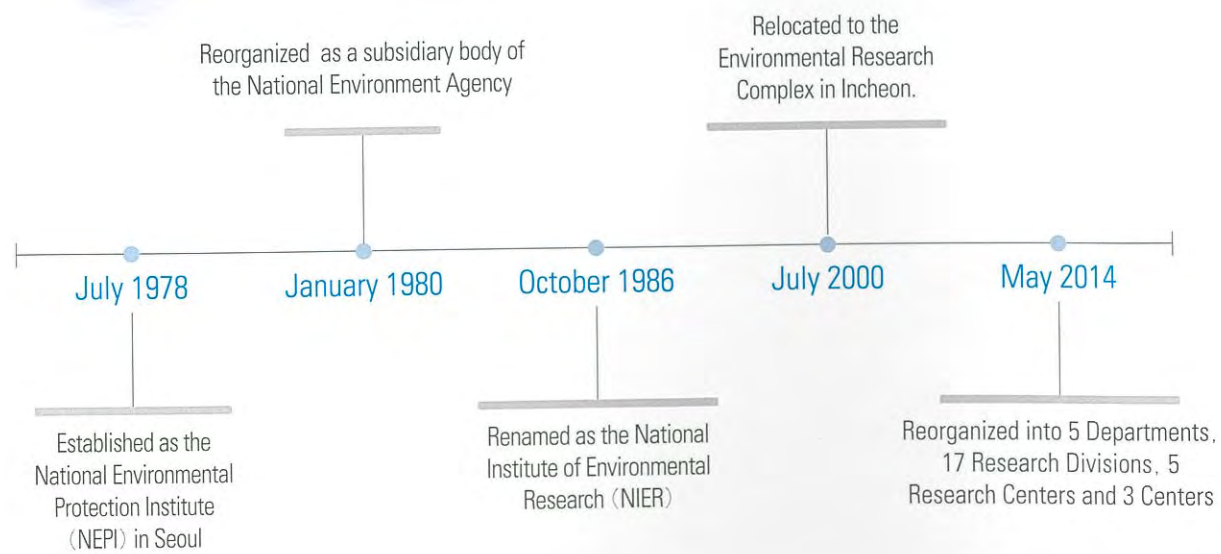 Reorganized as a subsidiary body of
the National Environment Agency
Relocated to the
Environmental Research
Complex in Incheon.
July 1978
January 1980
October 1986
July 2000
May 2014
Established as the
National Environmental
Protection Institute
(NEPI) in Seoul
Renamed as the National
Institute of Environmental
Research (NIER)
Reorganized into 5 Departments,
17 Research Divisions, 5
Research Centers and 3 Centers